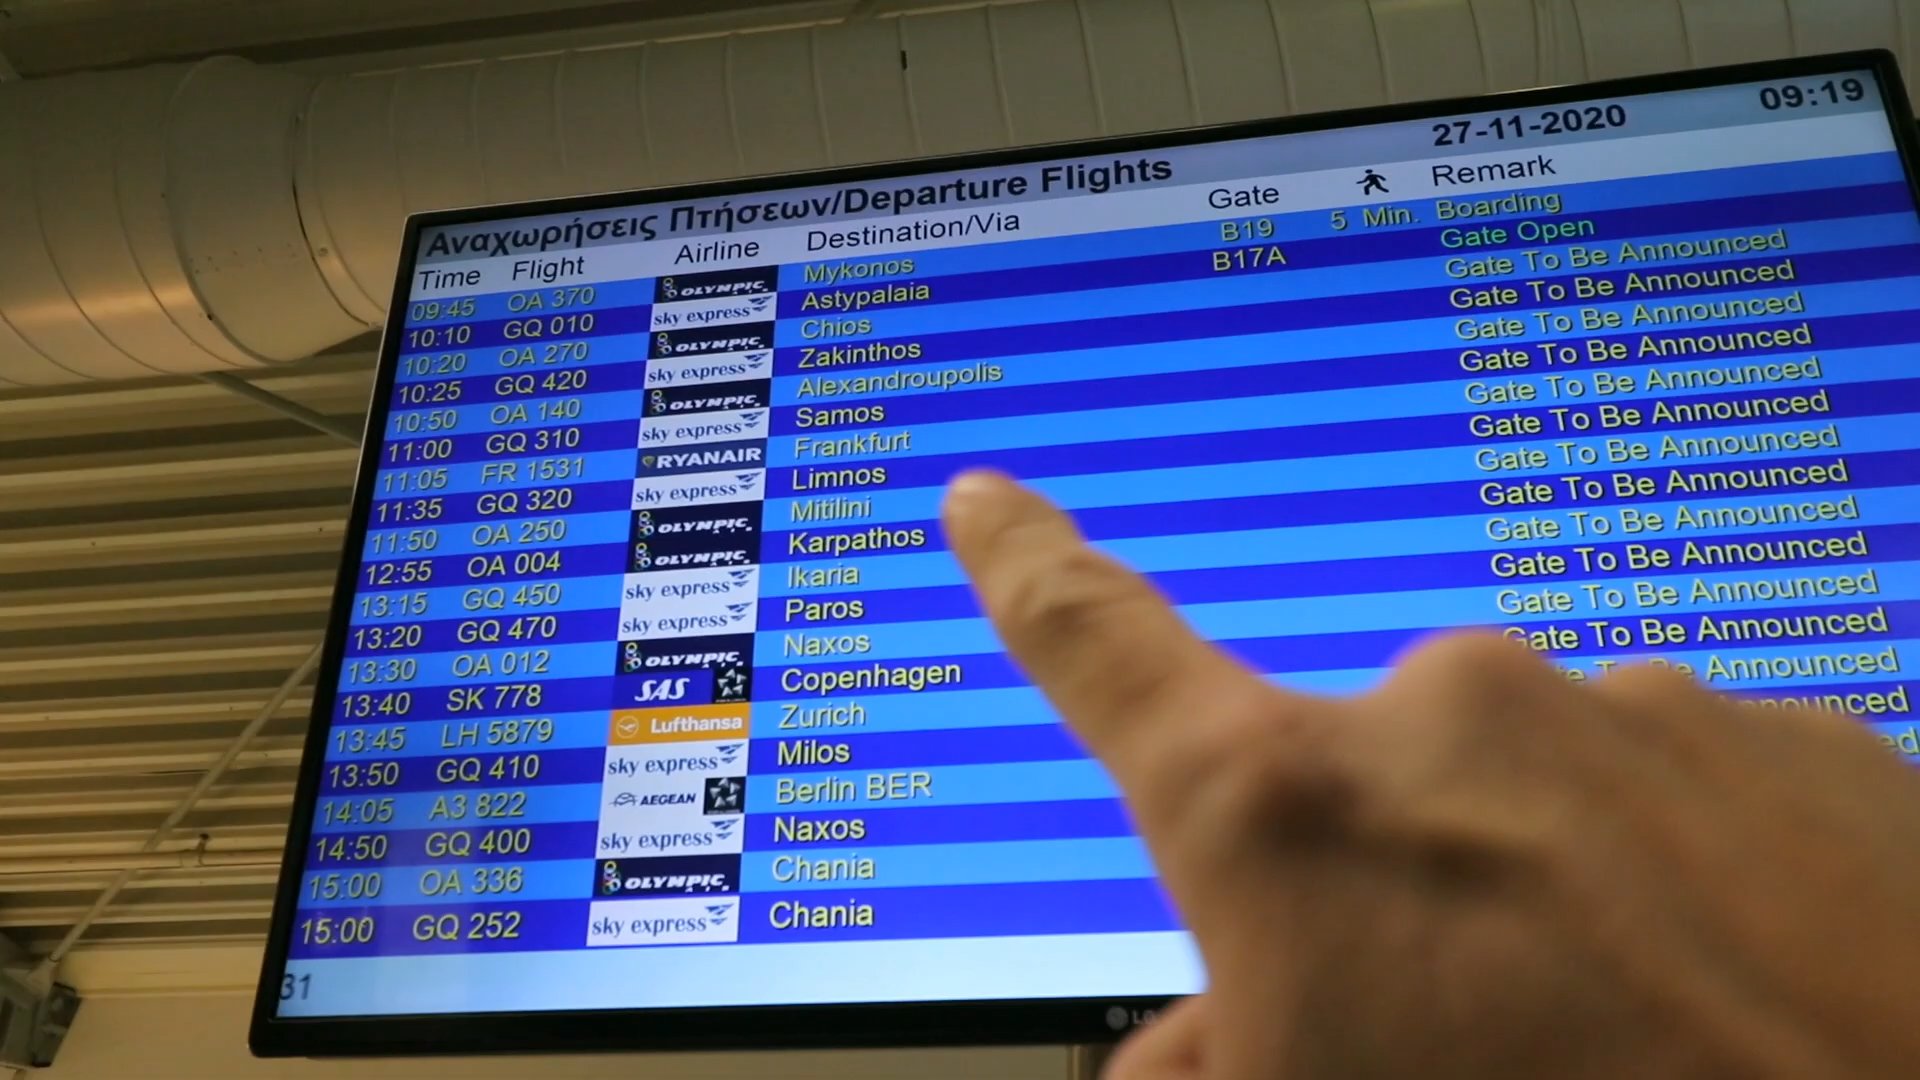 09:19
27-11-2020
Αναχωρήσεις Πτήσεων/Departure Flights
Time Flight Airline Destination/Via Gate Remark
09:45 OA 370 OLYMPIC Mykonos B19 5 Min. Boarding
10:10 GQ 010 sky express Astypalaia B17A Gate Open
10:20 OA 270 OLYMPIC Chios Gate To Be Announced
10:25 GQ 420 sky express Zakinthos Gate To Be Announced
10:50 OA 140 OLYMPIC Alexandroupolis Gate To Be Announced
11:00 GQ 310 sky express Samos Gate To Be Announced
11:05 FR 1531 RYANAIR Frankfurt Gate To Be Announced
11:35 GQ 320 sky express Limnos Gate To Be Announced
11:50 OA 250 OLYMPIC Mitilini Gate To Be Announced
12:55 OA 004 OLYMPIC Karpathos Gate To Be Announced
13:15 GQ 450 sky express Ikaria Gate To Be Announced
13:20 GQ 470 sky express Paros Gate To Be Announced
13:30 OA 012 OLYMPIC Naxos Gate To Be Announced
13:40 SK 778 SAS Copenhagen Gate To Be Announced
13:45 LH 5879 Lufthansa Zurich To Be Announced
13:50 GQ 410 sky express Milos Announced
14:05 A3 822 AEGEAN Berlin BER
14:50 GQ 400 sky express Naxos
15:00 OA 336 OLYMPIC Chania
15:00 GQ 252 sky express Chania
31
LG